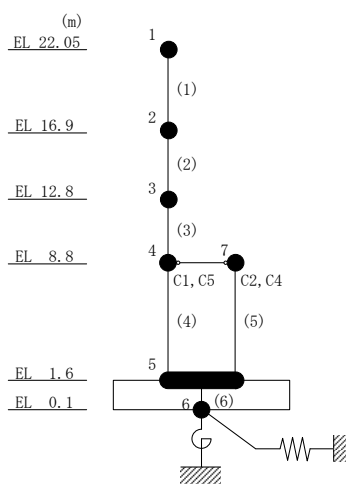 (m)
1
EL 22.05
(1)
2
EL 16.9
(2)
3
EL 12.8
(3)
4 7
EL 8.8
C1,C5 C2,C4
(4) (5)
5
EL 1.6
6 (6)
EL 0.1